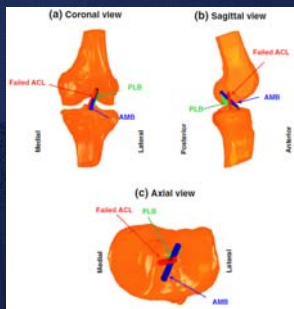 (a) Coronal view
Failed ACL
PLB
AMB
Medial
Lateral
(b) Sagittal view
Failed ACL
PLB
AMB
Posterior
Anterior
(c) Axial view
PLB
Failed ACL
Medial
Lateral
AMB